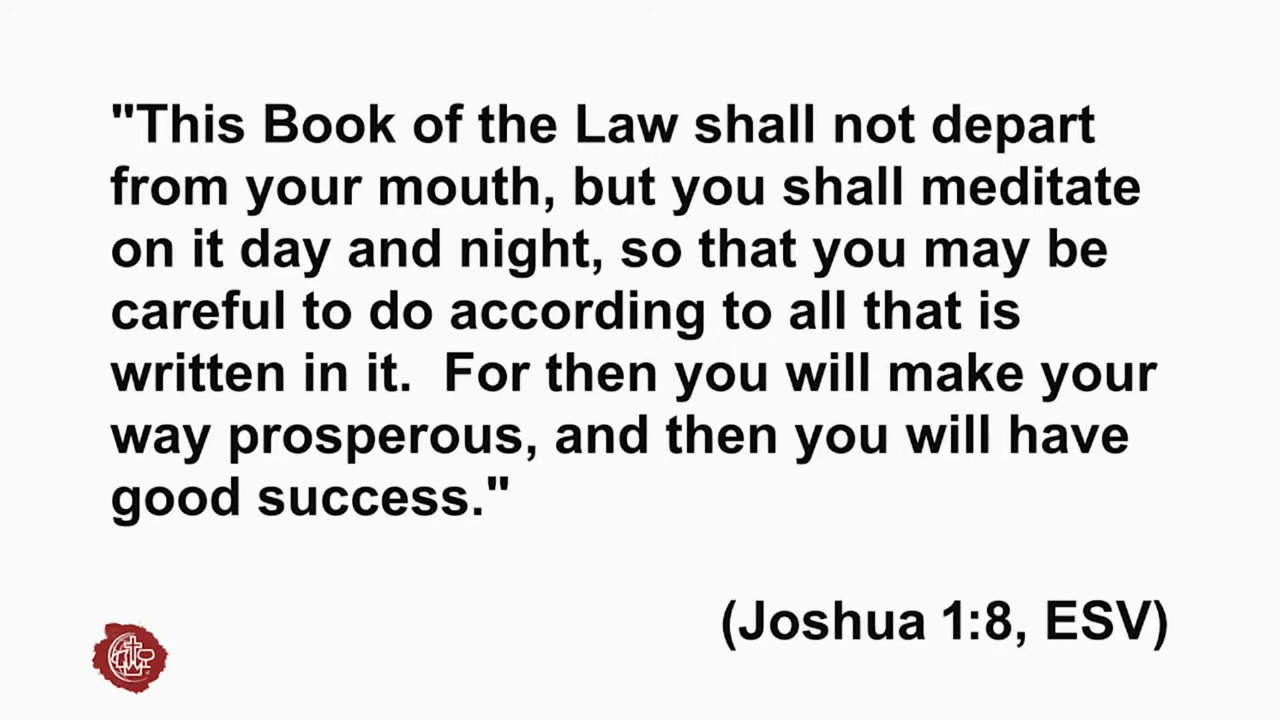 "This Book of the Law shall not depart
from your mouth, but you shall meditate
on it day and night, so that you may be
careful to do according to all that is
written in it.  For then you will make your
way prosperous, and then you will have
good success."
(Joshua 1:8, ESV)